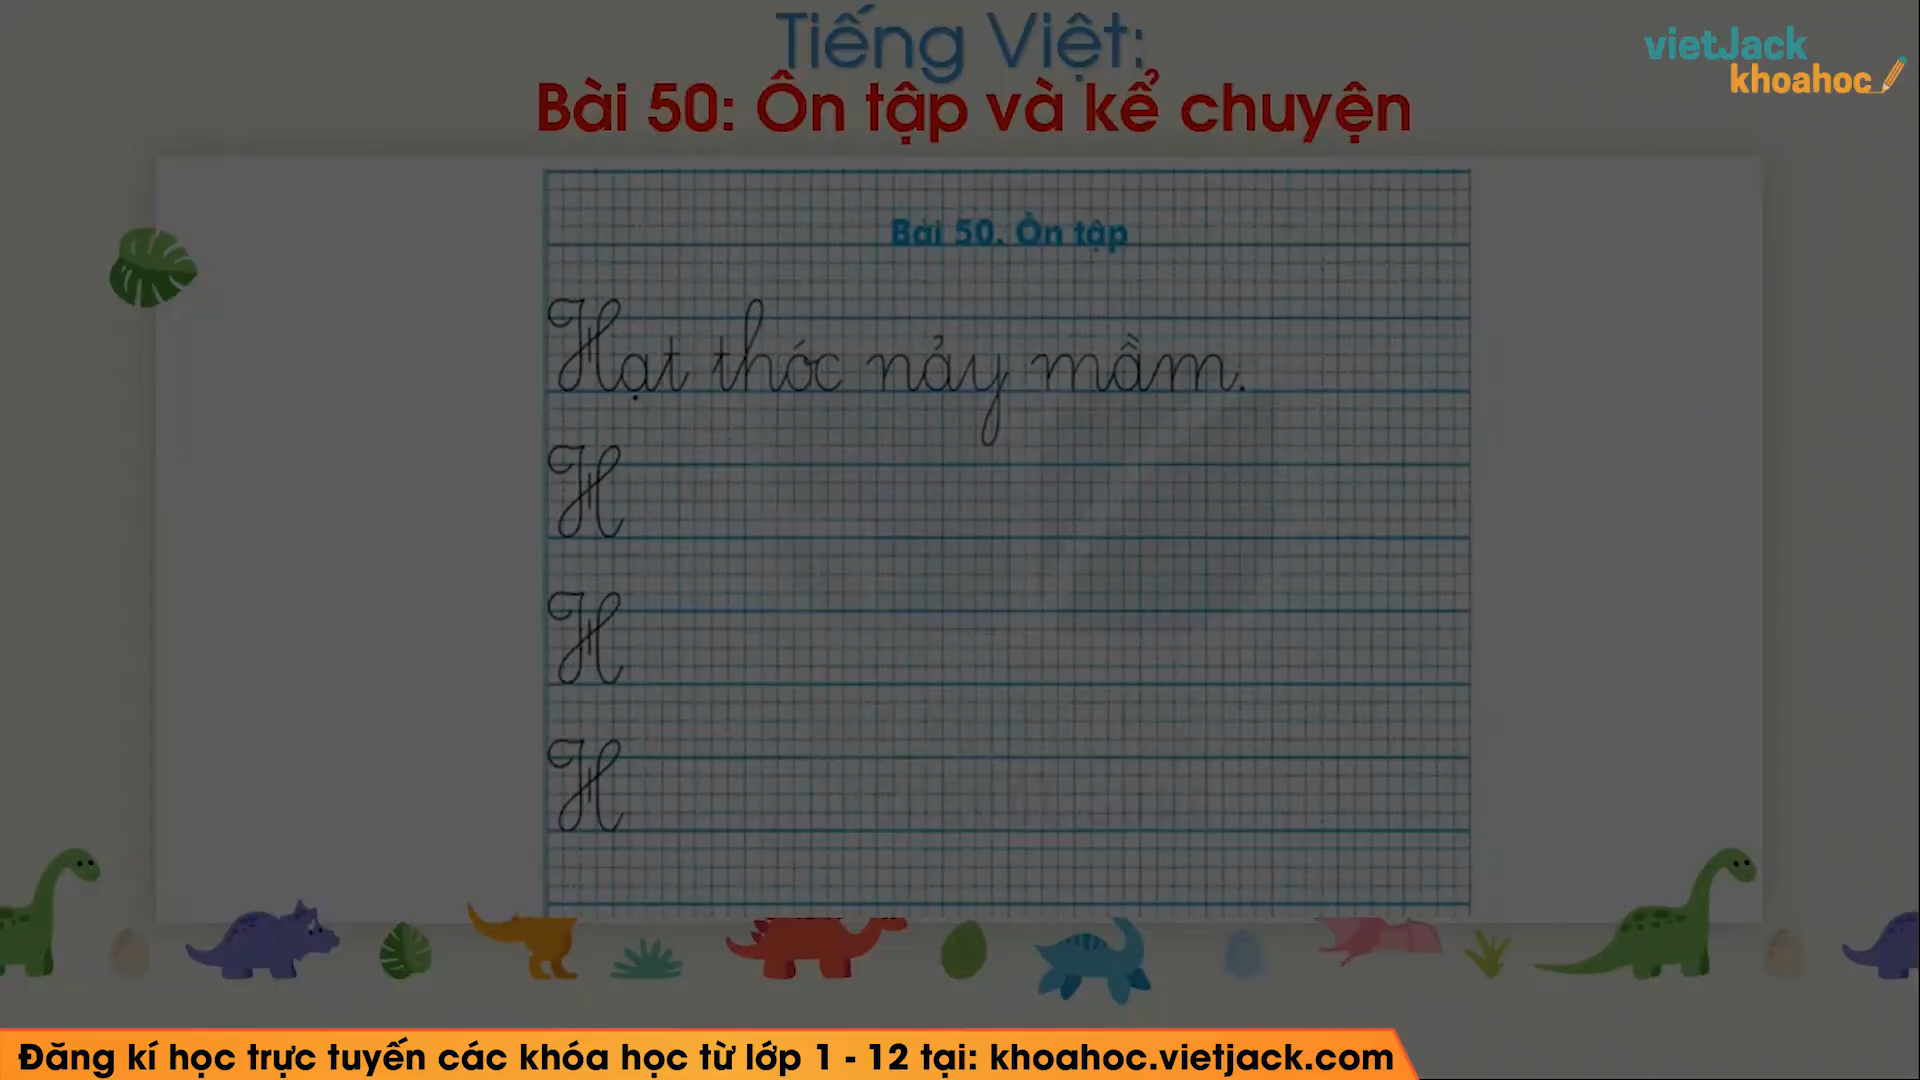 Tiếng Việt:
Bài 50: Ôn tập và kể chuyện
vietJack
khoahoc
Bài 50. Ôn tập
Hạt thóc nảy mầm.
H
H
H
Đăng kí học trực tuyến các khóa học từ lớp 1 - 12 tại: khoahoc.vietjack.com